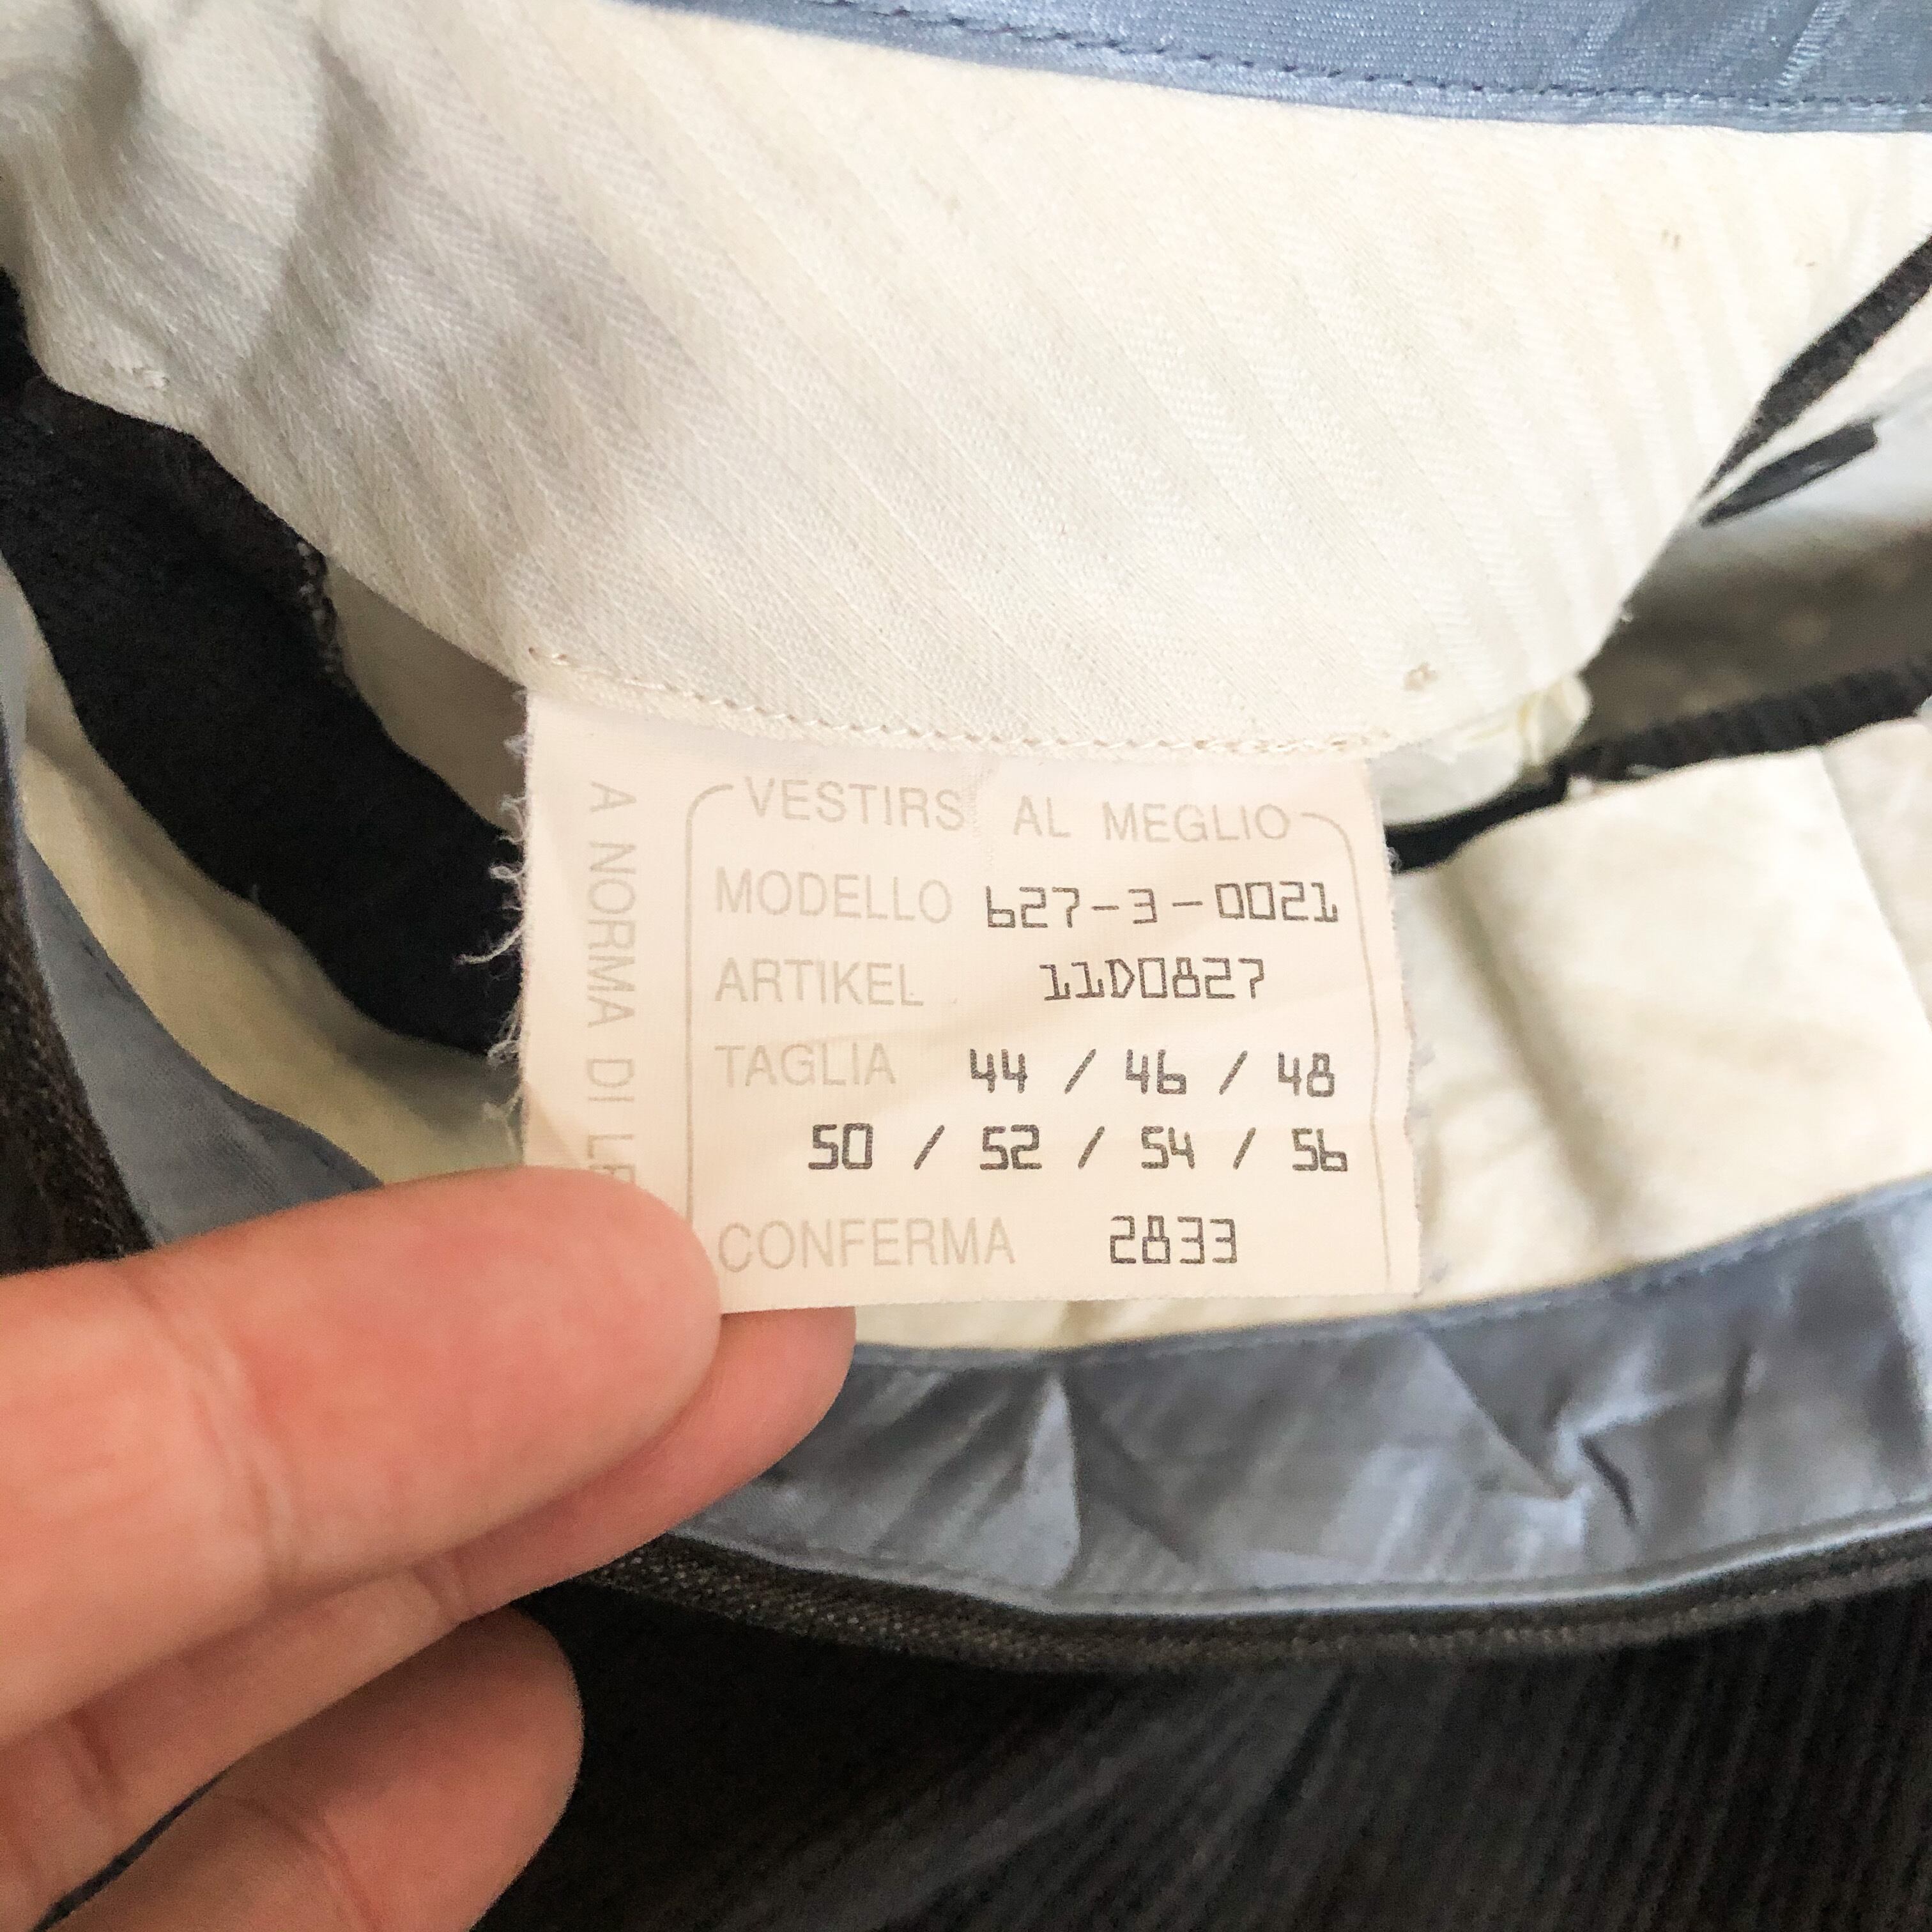 VESTIRS AL MEGLIO
MODELLO 627-3-0021
ARTIKEL 11D0827
TAGLIA 44 / 46 / 48
50 / 52 / 54 / 56
CONFERMA 2833
A NORMA DI